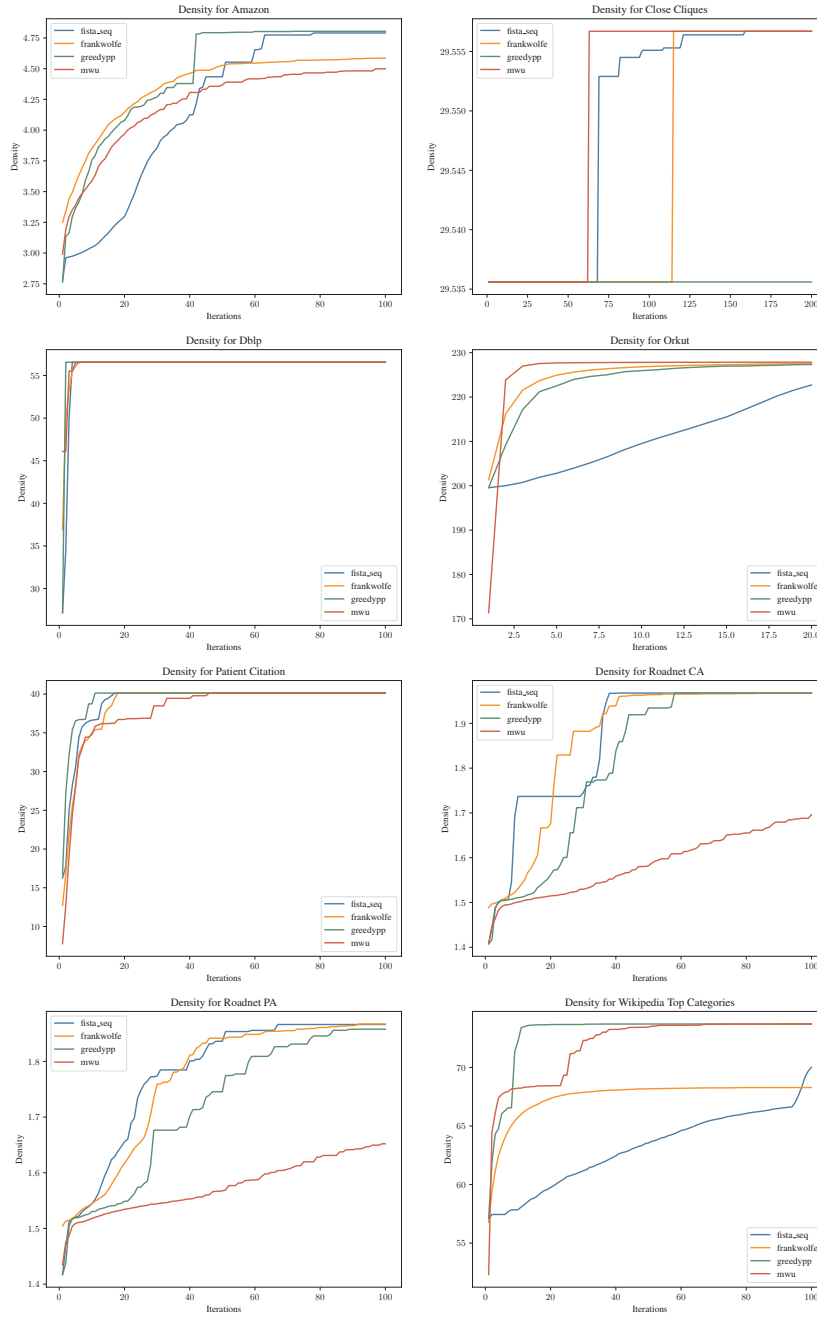 Density for Amazon
fista_seq
frankwolfe
greedypp
mwu
4.75
4.50
4.25
4.00
3.75
3.50
3.25
3.00
2.75
Density
0
20
40
60
80
100
Iterations
Density for Close Cliques
fista_seq
frankwolfe
greedypp
mwu
29.555
29.550
29.545
29.540
29.535
Density
0
25
50
75
100
125
150
175
200
Iterations
Density for Dblp
55
50
45
40
35
30
Density
fista_seq
frankwolfe
greedypp
mwu
0
20
40
60
80
100
Iterations
Density for Orkut
230
220
210
200
190
180
170
Density
fista_seq
frankwolfe
greedypp
mwu
2.5
5.0
7.5
10.0
12.5
15.0
17.5
20.0
Iterations
Density for Patient Citation
40
35
30
25
20
15
10
Density
fista_seq
frankwolfe
greedypp
mwu
0
20
40
60
80
100
Iterations
Density for Roadnet CA
fista_seq
frankwolfe
greedypp
mwu
1.9
1.8
1.7
1.6
1.5
1.4
Density
0
20
40
60
80
100
Iterations
Density for Roadnet PA
fista_seq
frankwolfe
greedypp
mwu
1.8
1.7
1.6
1.5
1.4
Density
0
20
40
60
80
100
Iterations
Density for Wikipedia Top Categories
70
65
60
55
Density
fista_seq
frankwolfe
greedypp
mwu
0
20
40
60
80
100
Iterations